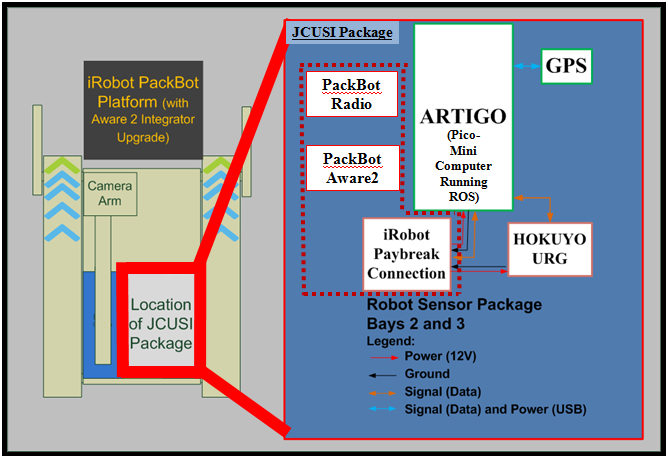 iRobot PackBot
Platform (with
Aware 2 Integrator
Upgrade)
Camera
Arm
Location
of JCUSI
Package
JCUSI Package
PackBot
Radio
PackBot
Aware2
ARTIGO
(Pico-
Mini
Computer
Running
ROS)
GPS
iRobot
Paybreak
Connection
HOKUYO
URG
Robot Sensor Package
Bays 2 and 3
Legend:
Power (12V)
Ground
Signal (Data)
Signal (Data) and Power (USB)